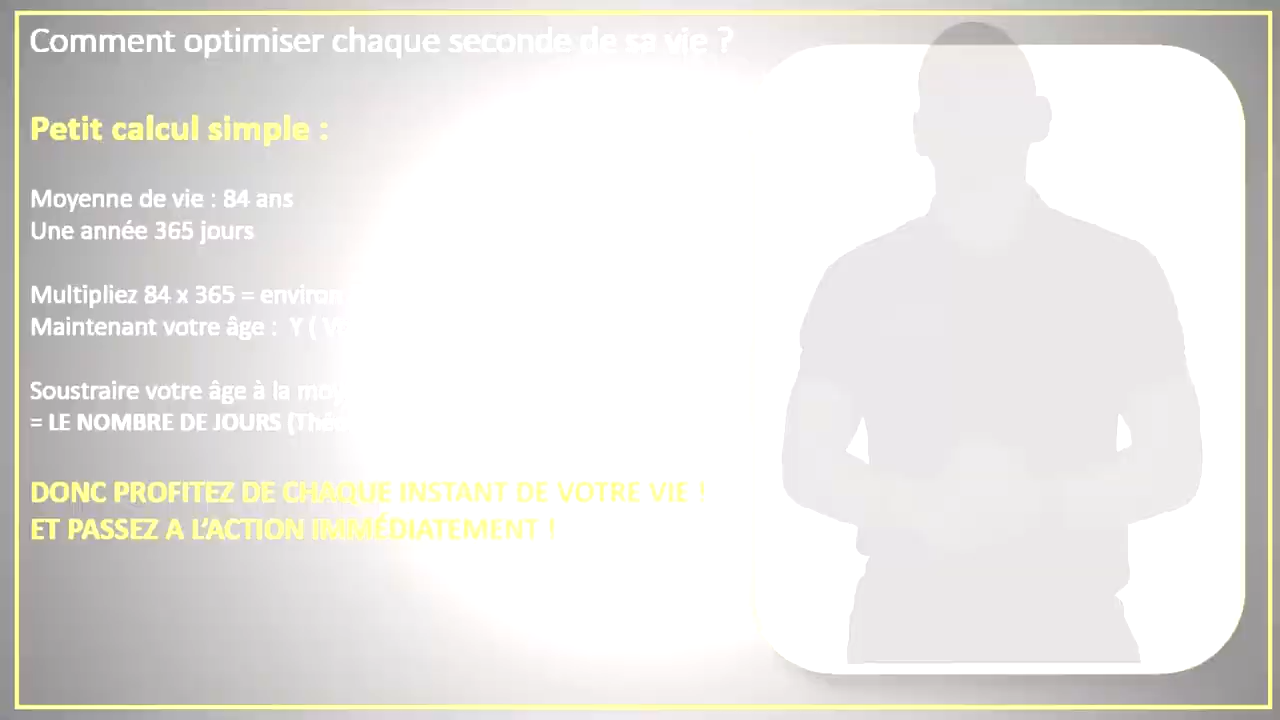 Comment optimiser chaque seconde de sa vie ?
Petit calcul simple :
Moyenne de vie : 84 ans
Une année 365 jours
Multipliez 84 x 365 = environ
Maintenant votre âge : Y (
Soustraire votre âge à la
= LE NOMBRE DE JOURS
DONC PROFITEZ DE CHAQUE INSTANT DE VOTRE VIE !
ET PASSEZ A L'ACTION IMMÉDIATEMENT !